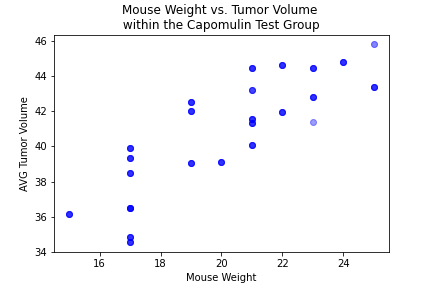 Mouse Weight vs. Tumor Volume
within the Capomulin Test Group
46
44
42
40
38
36
34
AVG Tumor Volume
16 18 20 22 24
Mouse Weight